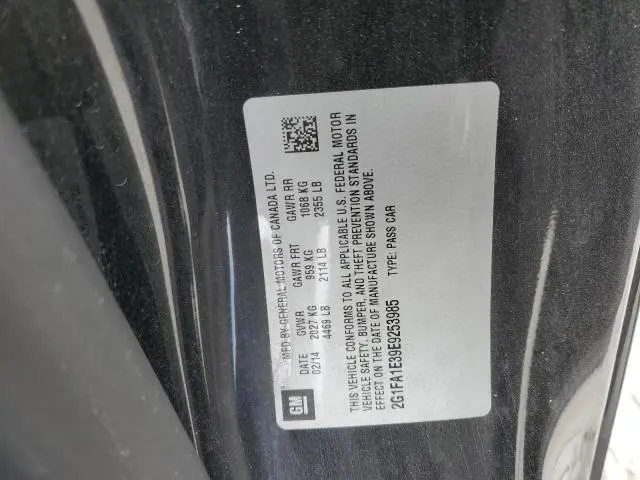 GM
MFD BY GENERAL MOTORS OF CANADA LTD.
DATE GVWR GAWR FRT GAWR RR
02/14 2027 KG 959 KG 1068 KG
4469 LB 2114 LB 2355 LB
THIS VEHICLE CONFORMS TO ALL APPLICABLE U.S. FEDERAL MOTOR
VEHICLE SAFETY, BUMPER, AND THEFT PREVENTION STANDARDS IN
EFFECT ON THE DATE OF MANUFACTURE SHOWN ABOVE.
2G1FA1E39E9253985 TYPE: PASS CAR